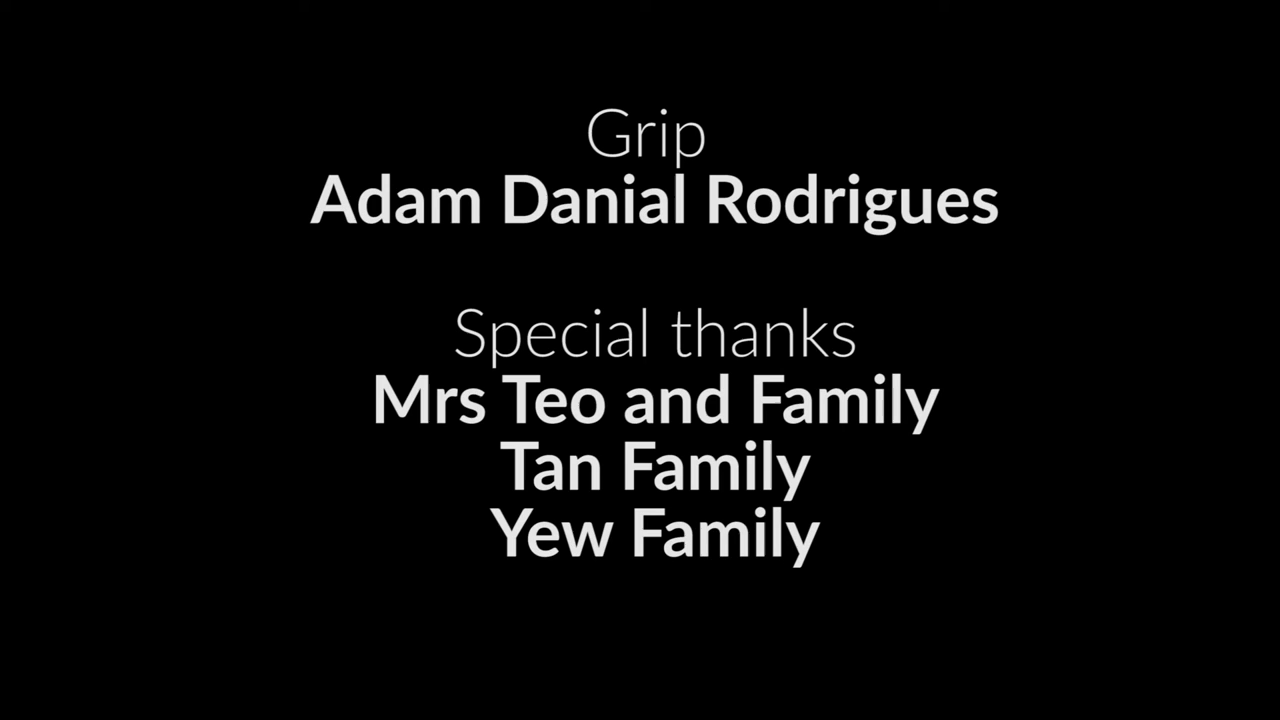 Grip
Adam Danial Rodrigues
Special thanks
Mrs Teo and Family
Tan Family
Yew Family